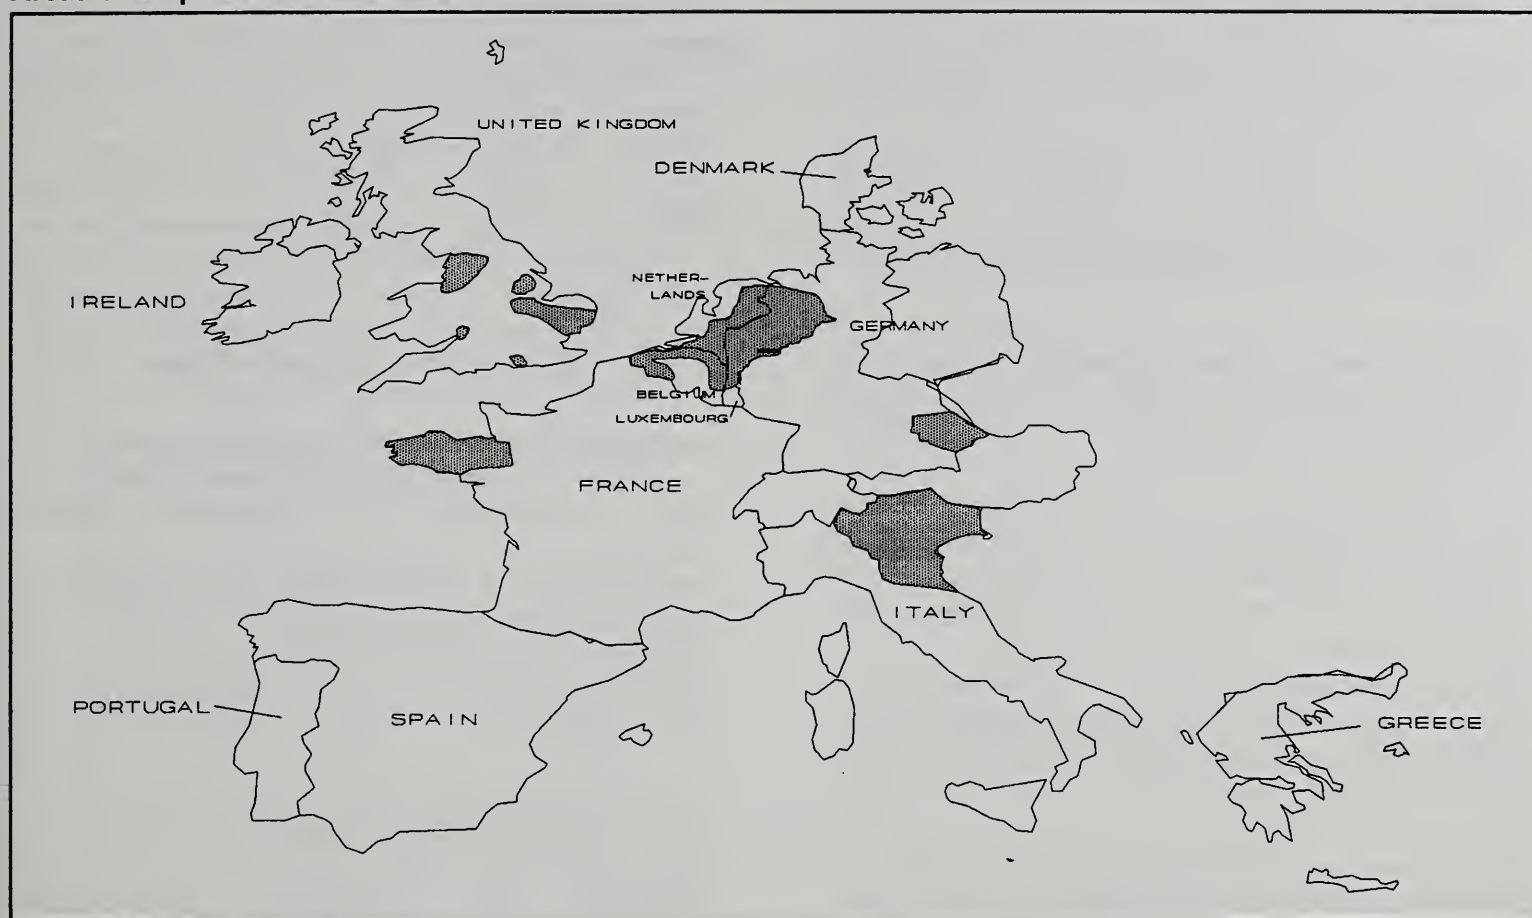 UNITED KINGDOM
DENMARK
NETHER-
LANDS
IRELAND
GERMANY
BELGIUM
LUXEMBOURG
FRANCE
ITALY
PORTUGAL
SPAIN
GREECE